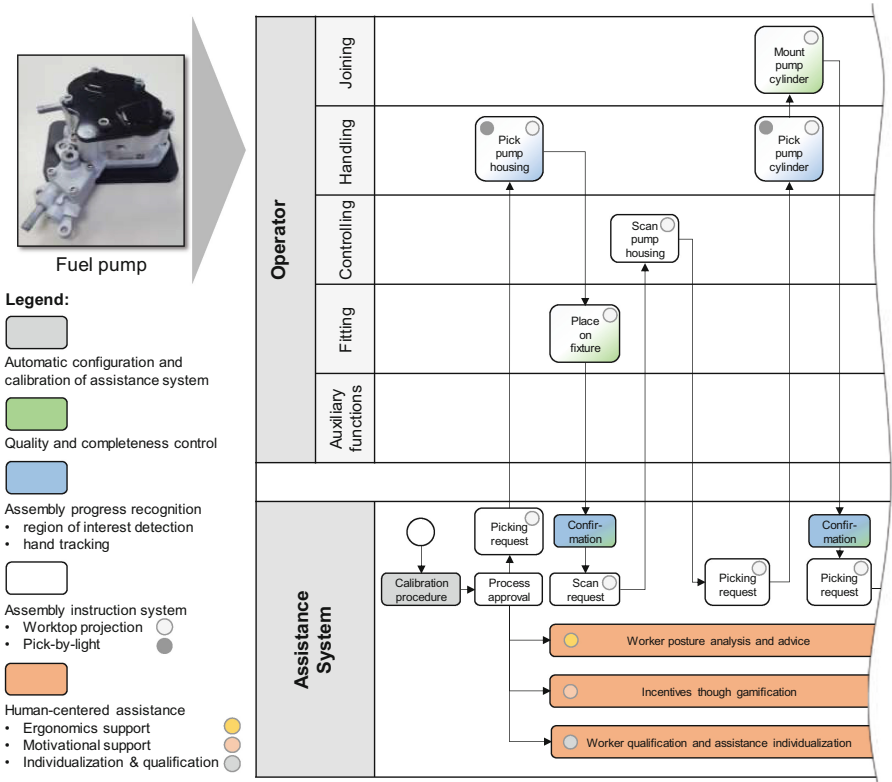 Fuel pump
Legend:
Automatic configuration and
calibration of assistance system
Quality and completeness control
Assembly progress recognition
• region of interest detection
• hand tracking
Assembly instruction system
• Worktop projection
• Pick-by-light
Human-centered assistance
• Ergonomics support
• Motivational support
• Individualization & qualification
Operator
Joining
Handling
Controlling
Fitting
Auxiliary
functions
Mount
pump
cylinder
Pick
pump
housing
Pick
pump
cylinder
Scan
pump
housing
Place
on
fixture
Assistance
System
Picking
request
Confir-
mation
Confir-
mation
Calibration
procedure
Process
approval
Scan
request
Picking
request
Picking
request
Worker posture analysis and advice
Incentives though gamification
Worker qualification and assistance individualization